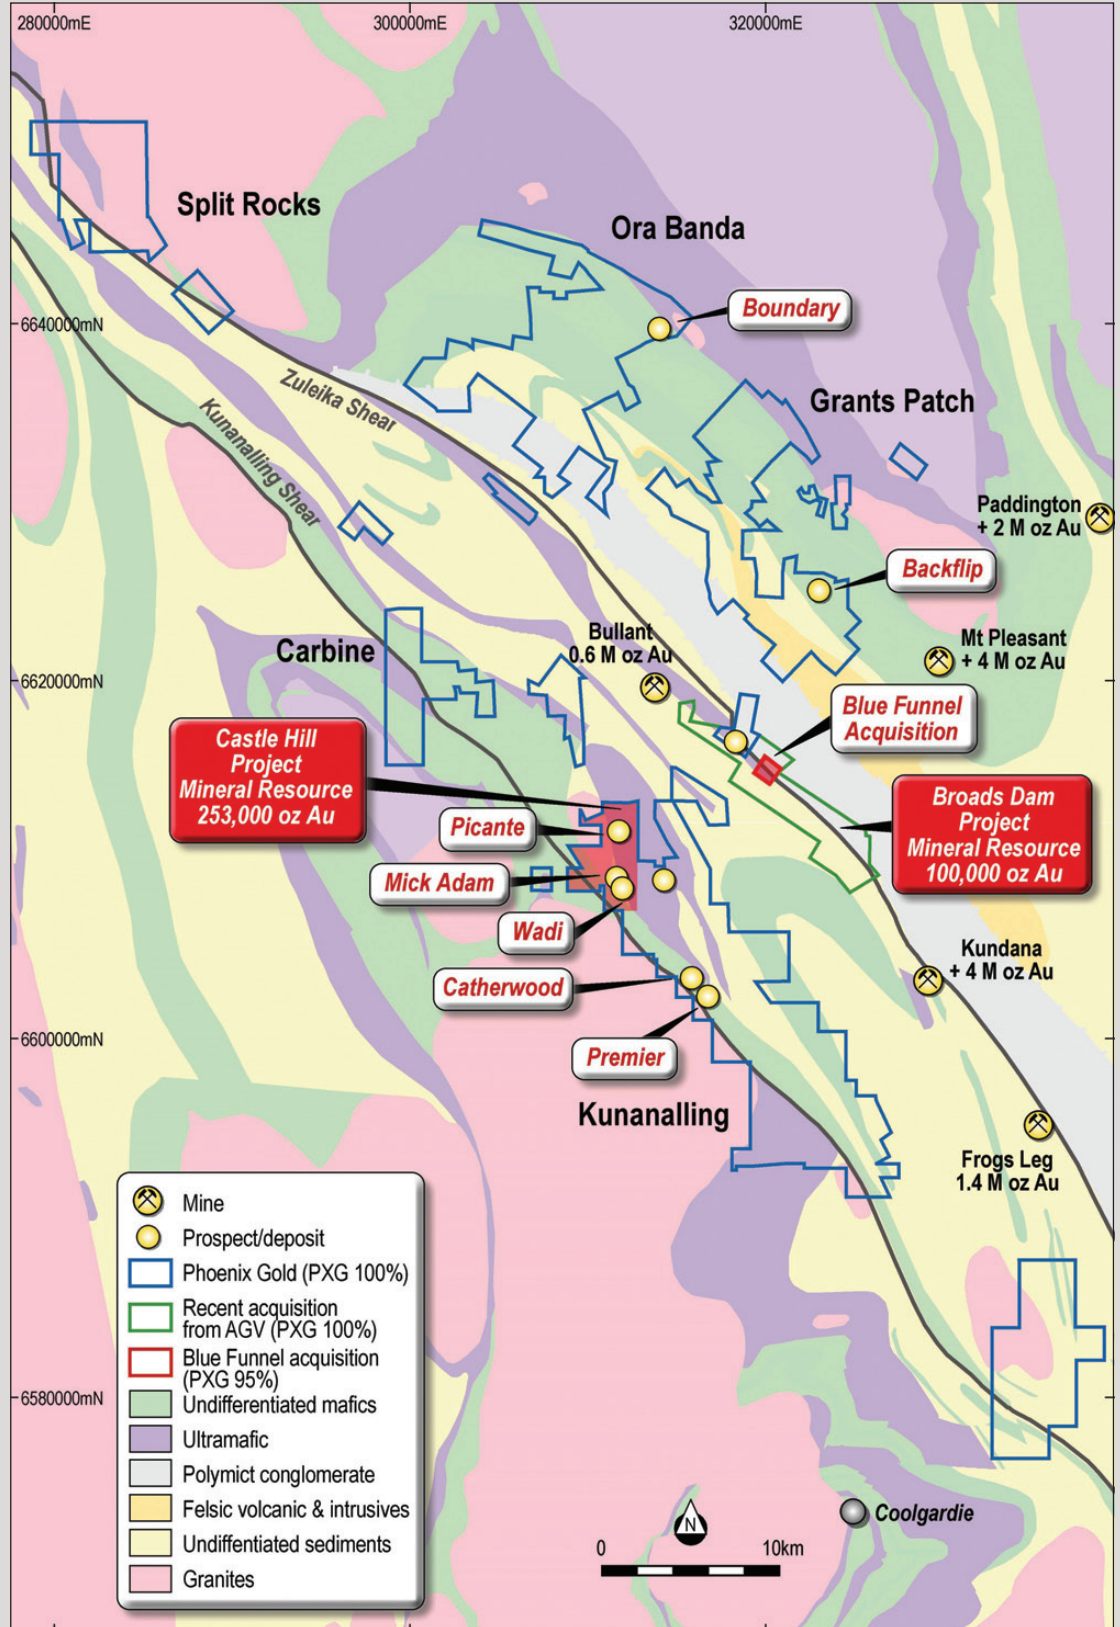 280000mE
300000mE
320000mE
Split Rocks
Ora Banda
Boundary
6640000mN
Zuleika Shear
Grants Patch
Kunanalling Shear
Paddington
+ 2 M oz Au
Backflip
Bullant
0.6 M oz Au
Mt Pleasant
+ 4 M oz Au
Carbine
6620000mN
Blue Funnel
Acquisition
Castle Hill
Project
Mineral Resource
253,000 oz Au
Broads Dam
Project
Mineral Resource
100,000 oz Au
Picante
Mick Adam
Wadi
Kundana
+ 4 M oz Au
Catherwood
6600000mN
Premier
Kunanalling
Frogs Leg
1.4 M oz Au
Mine
Prospect/deposit
Phoenix Gold (PXG 100%)
Recent acquisition
from AGV (PXG 100%)
Blue Funnel acquisition
(PXG 95%)
6580000mN
Undifferentiated mafics
Ultramafic
Polymict conglomerate
Felsic volcanic & intrusives
Undiffentiated sediments
Granites
N
Coolgardie
0
10km